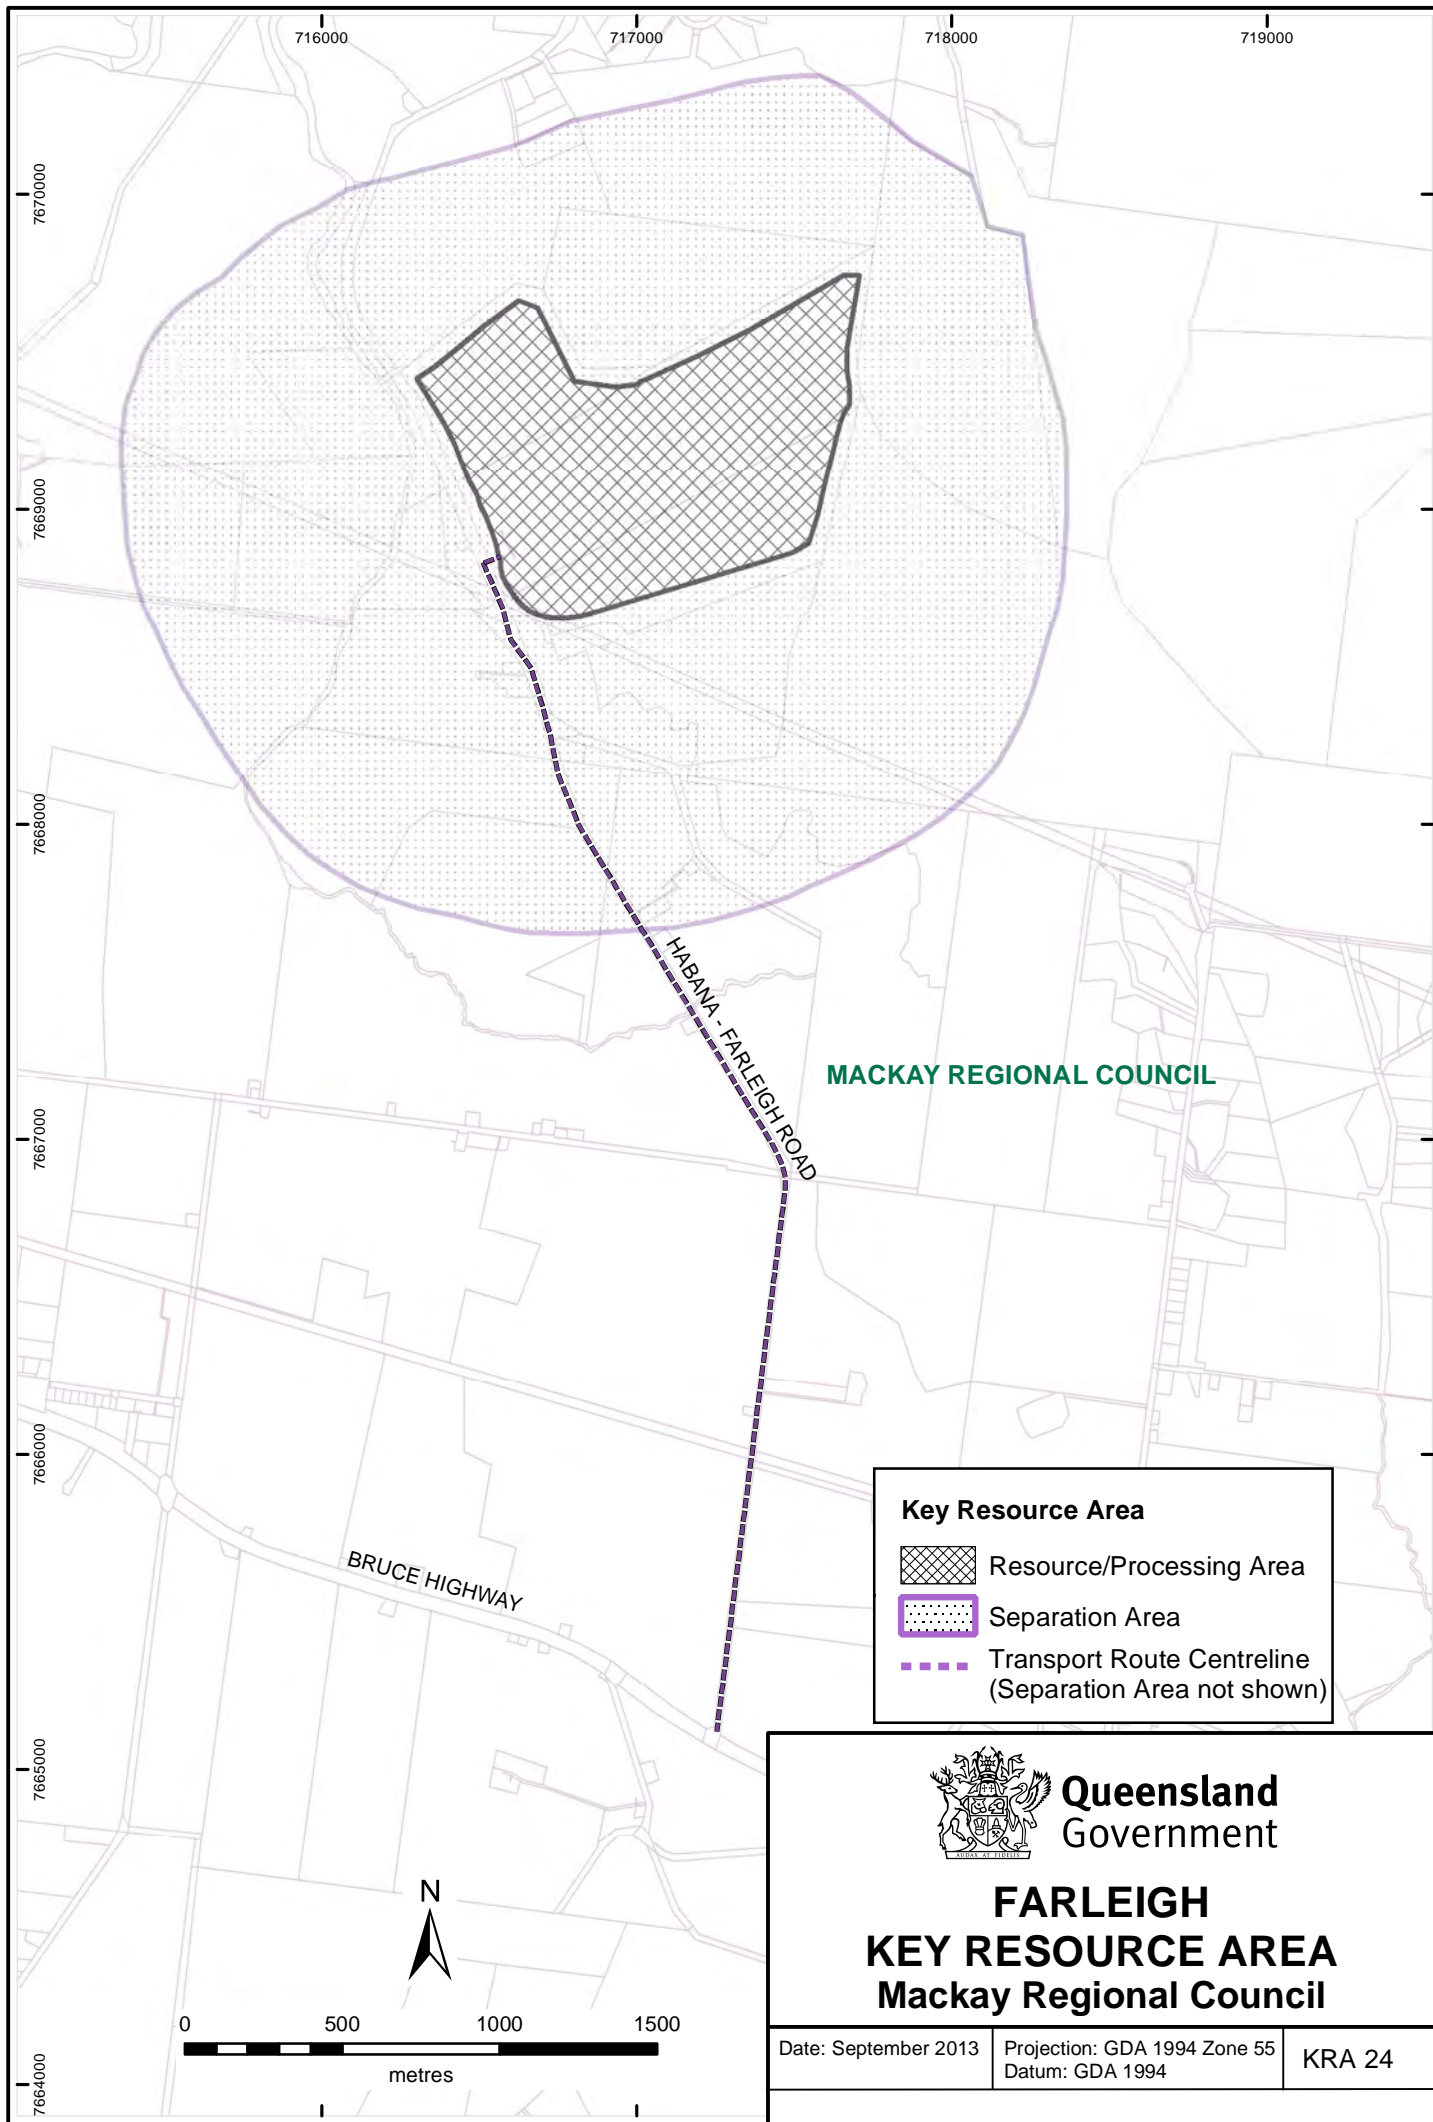 716000
717000
718000
719000
7670000
7669000
7668000
7667000
7666000
7665000
7664000
HABANA - FARLEIGH ROAD
MACKAY REGIONAL COUNCIL
BRUCE HIGHWAY
Key Resource Area
Resource/Processing Area
Separation Area
Transport Route Centreline
(Separation Area not shown)
AUDAX AT FIDELIS
Queensland
Government
FARLEIGH
KEY RESOURCE AREA
Mackay Regional Council
Date: September 2013
Projection: GDA 1994 Zone 55
Datum: GDA 1994
KRA 24
N
0 500 1000 1500
metres